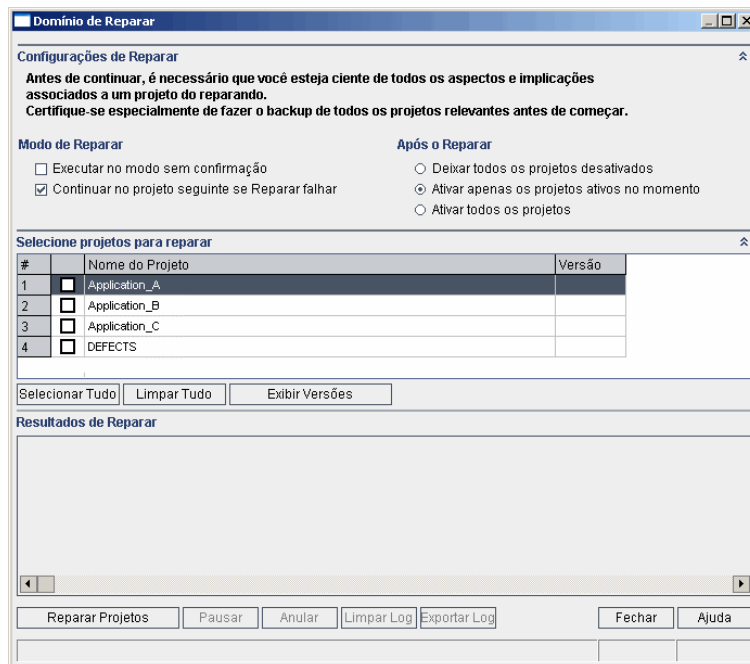 Domínio de Reparar
Configurações de Reparar
Antes de continuar, é necessário que você esteja ciente de todos os aspectos e implicações
associados a um projeto do reparando.
Certifique-se especialmente de fazer o backup de todos os projetos relevantes antes de começar.
Modo de Reparar
Executar no modo sem confirmação
Continuar no projeto seguinte se Reparar falhar
Após o Reparar
Deixar todos os projetos desativados
Ativar apenas os projetos ativos no momento
Ativar todos os projetos
Selecione projetos para reparar
# Nome do Projeto Versão
1 Application_A
2 Application_B
3 Application_C
4 DEFECTS
Selecionar Tudo Limpar Tudo Exibir Versões
Resultados de Reparar
Reparar Projetos Pausar Anular Limpar Log Exportar Log Fechar Ajuda